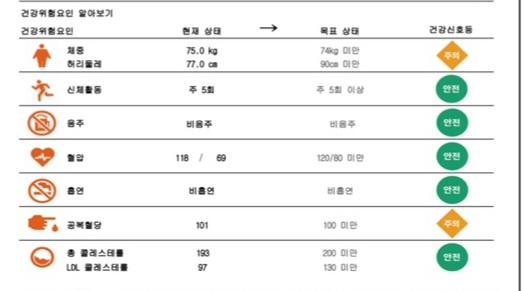 건강위험요인 알아보기
건강위험요인 현재 상태 → 목표 상태 건강신호등
체중 75.0 kg 74kg 미만 주의
허리둘레 77.0 cm 90cm 미만
신체활동 주 5회 주 5회 이상 안전
음주 비음주 비음주 안전
혈압 118 / 69 120/80 미만 안전
흡연 비흡연 비흡연 안전
공복혈당 101 100 미만 주의
총 콜레스테롤 193 200 미만 안전
LDL 콜레스테롤 97 130 미만